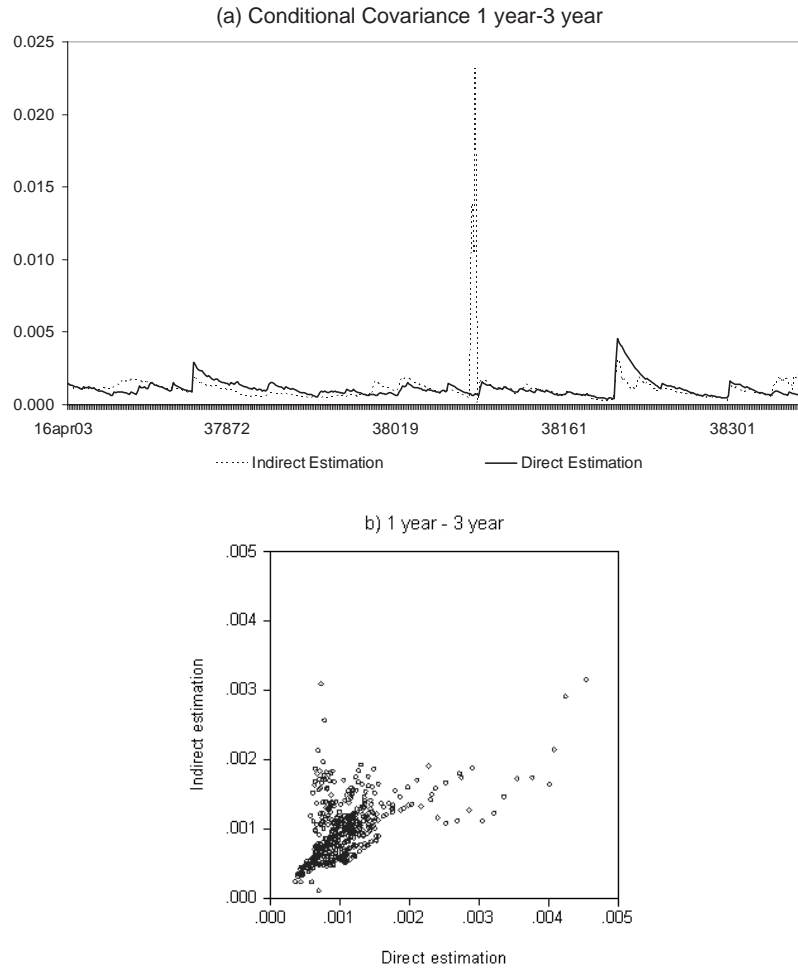 (a) Conditional Covariance 1 year-3 year
0.025
0.020
0.015
0.010
0.005
0.000
16apr03 37872 38019 38161 38301
Indirect Estimation Direct Estimation
b) 1 year - 3 year
.005
.004
.003
.002
.001
.000
Indirect estimation
.000 .001 .002 .003 .004 .005
Direct estimation